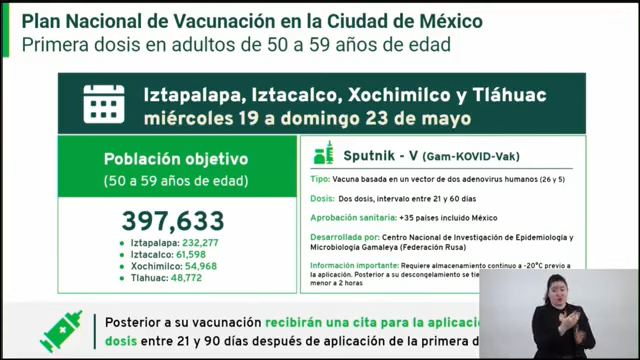 Plan Nacional de Vacunación en la Ciudad de México
Primera dosis en adultos de 50 a 59 años de edad
Iztapalapa, Iztacalco, Xochimilco y Tláhuac
miércoles 19 a domingo 23 de mayo
Población objetivo
(50 a 59 años de edad)
397,633
• Iztapalapa: 232,277
• Iztacalco: 61,598
• Xochimilco: 54,968
• Tlahuac: 48,772
Sputnik - V (Gam-KOVID-Vak)
Tipo: Vacuna basada en un vector de dos adenovirus humanos (26 y 5)
Dosis: Dos dosis, intervalo entre 21 y 60 días
Aprobación sanitaria: +35 países incluido México
Desarrollada por: Centro Nacional de Investigación de Epidemiología y
Microbiología Gamaleya (Federación Rusa)
Información importante: Requiere almacenamiento continuo a -20°C previo a
la aplicación. Posterior a su descongelamiento se tie
menor a 2 horas
Posterior a su vacunación recibirán una cita para la aplicació
dosis entre 21 y 90 días después de aplicación de la primera d